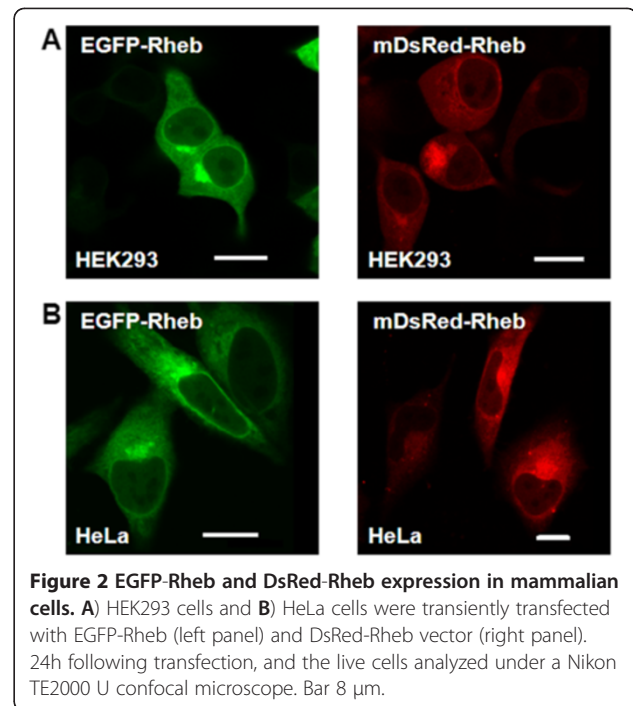 A
EGFP-Rheb
mDsRed-Rheb
HEK293
HEK293
B
EGFP-Rheb
mDsRed-Rheb
HeLa
HeLa
Figure 2 EGFP-Rheb and DsRed-Rheb expression in mammalian
cells. A) HEK293 cells and B) HeLa cells were transiently transfected
with EGFP-Rheb (left panel) and DsRed-Rheb vector (right panel).
24h following transfection, and the live cells analyzed under a Nikon
TE2000 U confocal microscope. Bar 8 μm.